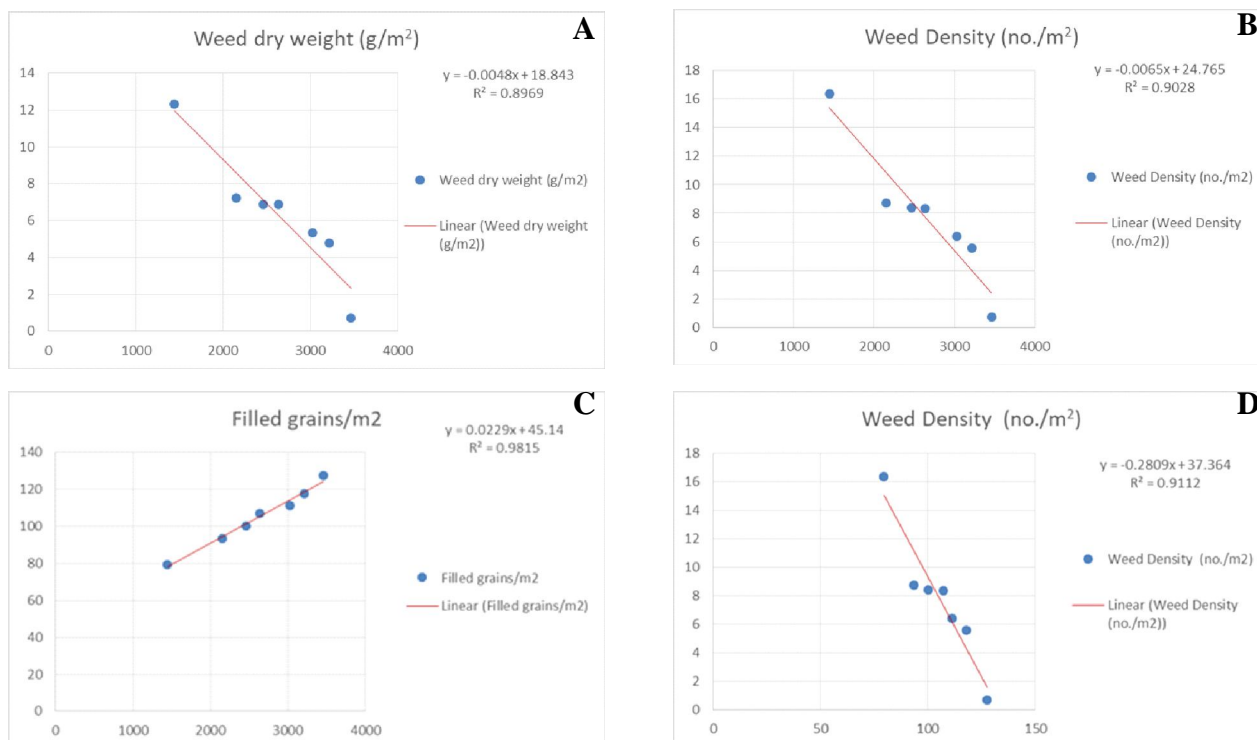 A
Weed dry weight (g/m²)
y = -0.0048x + 18.843
R² = 0.8969
14
12
10
8
6
4
2
0
0 1000 2000 3000 4000
Weed dry weight (g/m2)
Linear (Weed dry weight
(g/m2))
B
Weed Density (no./m²)
y = -0.0065x + 24.765
R² = 0.9028
18
16
14
12
10
8
6
4
2
0
0 1000 2000 3000 4000
Weed Density (no./m2)
Linear (Weed Density
(no./m2))
C
Filled grains/m2
y = 0.0229x + 45.14
R² = 0.9815
140
120
100
80
60
40
20
0
0 1000 2000 3000 4000
Filled grains/m2
Linear (Filled grains/m2)
D
Weed Density (no./m²)
y = -0.2809x + 37.364
R² = 0.9112
18
16
14
12
10
8
6
4
2
0
0 50 100 150
Weed Density (no./m2)
Linear (Weed Density
(no./m2))